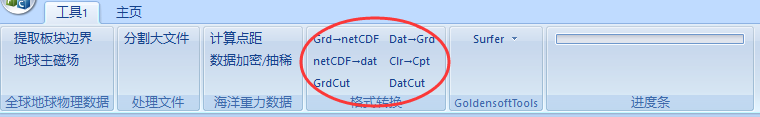 工具1 主页
提取板块边界
地球主磁场
全球地球物理数据
分割大文件
处理文件
计算点距
数据加密/抽稀
海洋重力数据
Grd→netCDF Dat→Grd
netCDF→dat Clr→Cpt
GrdCut DatCut
格式转换
Surfer
GoldensoftTools
进度条